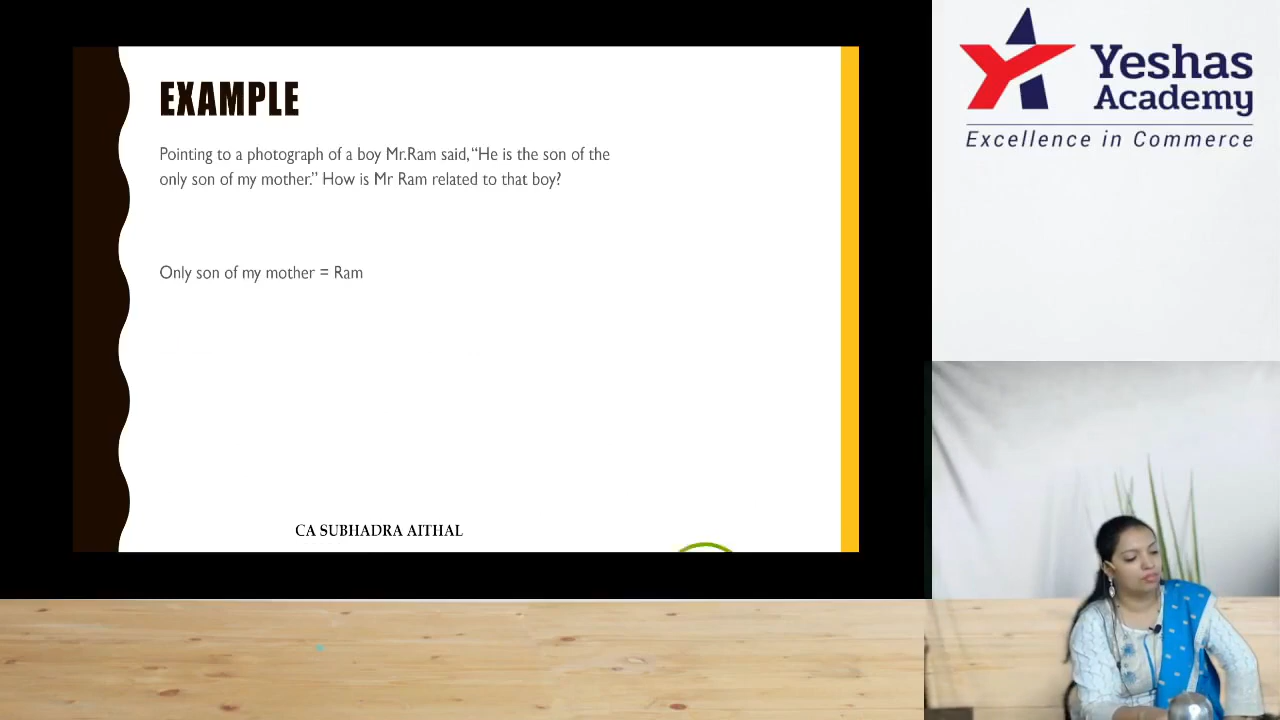 EXAMPLE
Pointing to a photograph of a boy Mr.Ram said,“He is the son of the
only son of my mother.” How is Mr Ram related to that boy?
Only son of my mother = Ram
CA SUBHADRA AITHAL
Yeshas
Academy
Excellence in Commerce